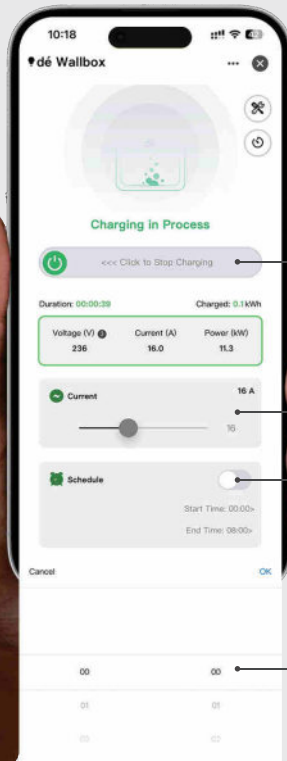 10:18
dé Wallbox
Charging in Process
<<< Click to Stop Charging
Duration: 00:00:39 Charged: 0.1 kWh
Voltage (V) Current (A) Power (kW)
236 16.0 11.3
Current 16 A
16
Schedule
Start Time: 00:00>
End Time: 08:00>
Cancel OK
00 00
01 01